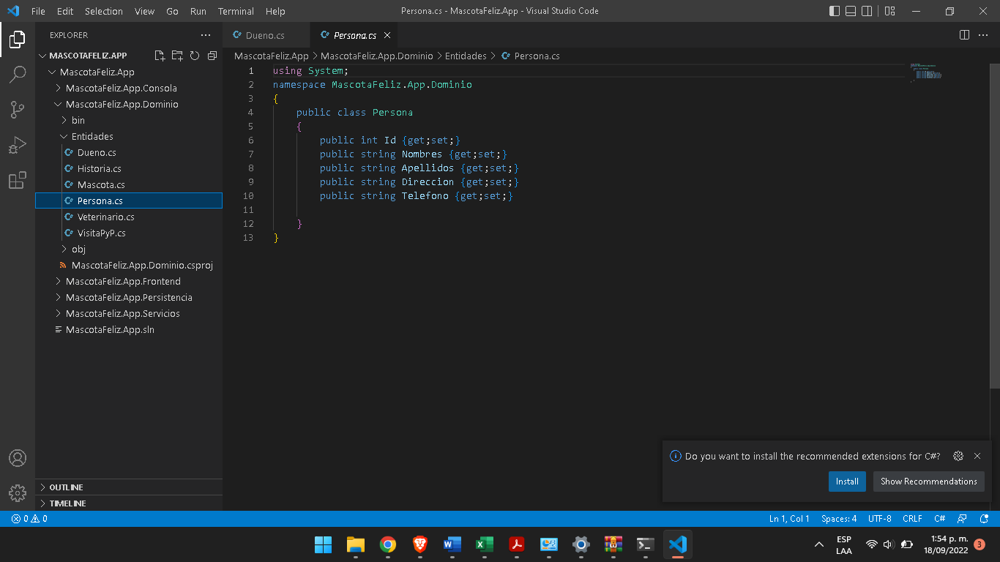 File Edit Selection View Go Run Terminal Help
Persona.cs - MascotaFeliz.App - Visual Studio Code
EXPLORER
MASCOTAFELIZ.APP
MascotaFeliz.App
MascotaFeliz.App.Consola
MascotaFeliz.App.Dominio
bin
Entidades
Dueno.cs
Historia.cs
Mascota.cs
Persona.cs
Veterinario.cs
VisitaPyP.cs
obj
MascotaFeliz.App.Dominio.csproj
MascotaFeliz.App.Frontend
MascotaFeliz.App.Persistencia
MascotaFeliz.App.Servicios
MascotaFeliz.App.sln
OUTLINE
TIMELINE
Dueno.cs
Persona.cs
MascotaFeliz.App > MascotaFeliz.App.Dominio > Entidades > Persona.cs
1 using System;
2 namespace MascotaFeliz.App.Dominio
3 {
4 public class Persona
5 {
6 public int Id {get;set;}
7 public string Nombres {get;set;}
8 public string Apellidos {get;set;}
9 public string Direccion {get;set;}
10 public string Telefono {get;set;}
11
12 }
13 }
Do you want to install the recommended extensions for C#?
Install
Show Recommendations
0 0
Ln 1, Col 1 Spaces: 4 UTF-8 CRLF C#
ESP
LAA
1:54 p. m.
18/09/2022
3